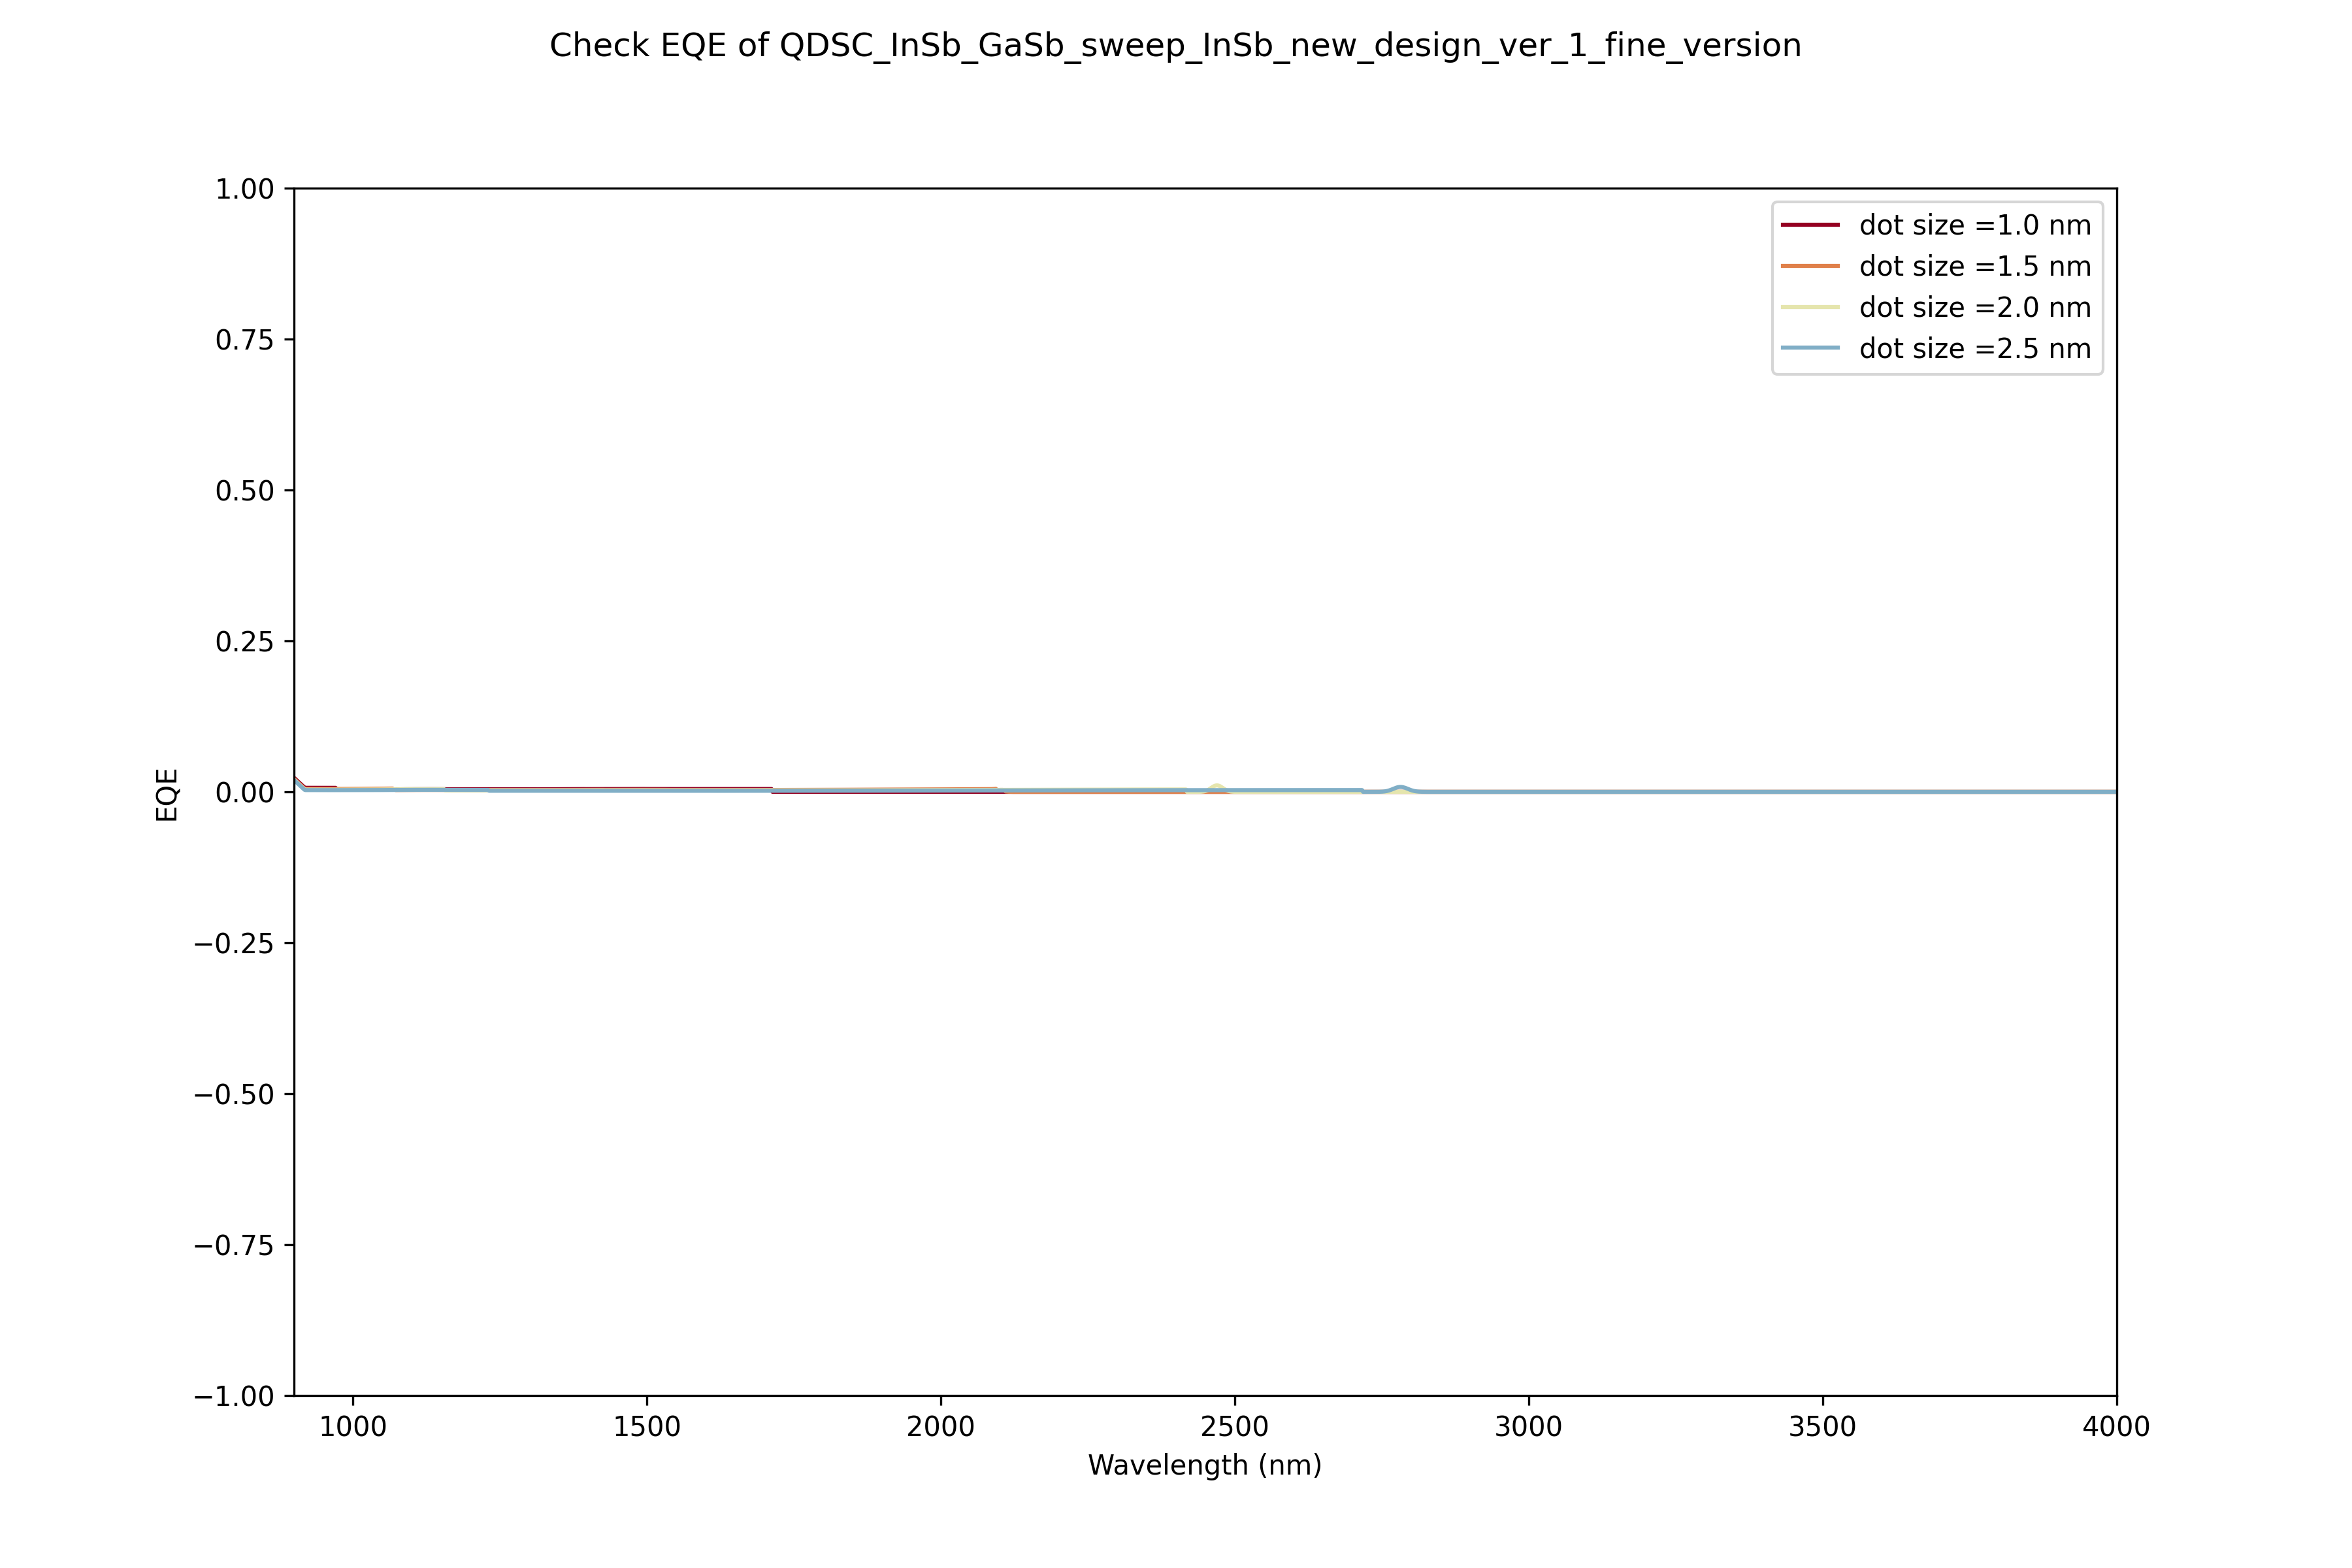 Check EQE of QDSC_InSb_GaSb_sweep_InSb_new_design_ver_1_fine_version
1.00
0.75
0.50
0.25
0.00
−0.25
−0.50
−0.75
−1.00
EQE
dot size =1.0 nm
dot size =1.5 nm
dot size =2.0 nm
dot size =2.5 nm
1000 1500 2000 2500 3000 3500 4000
Wavelength (nm)